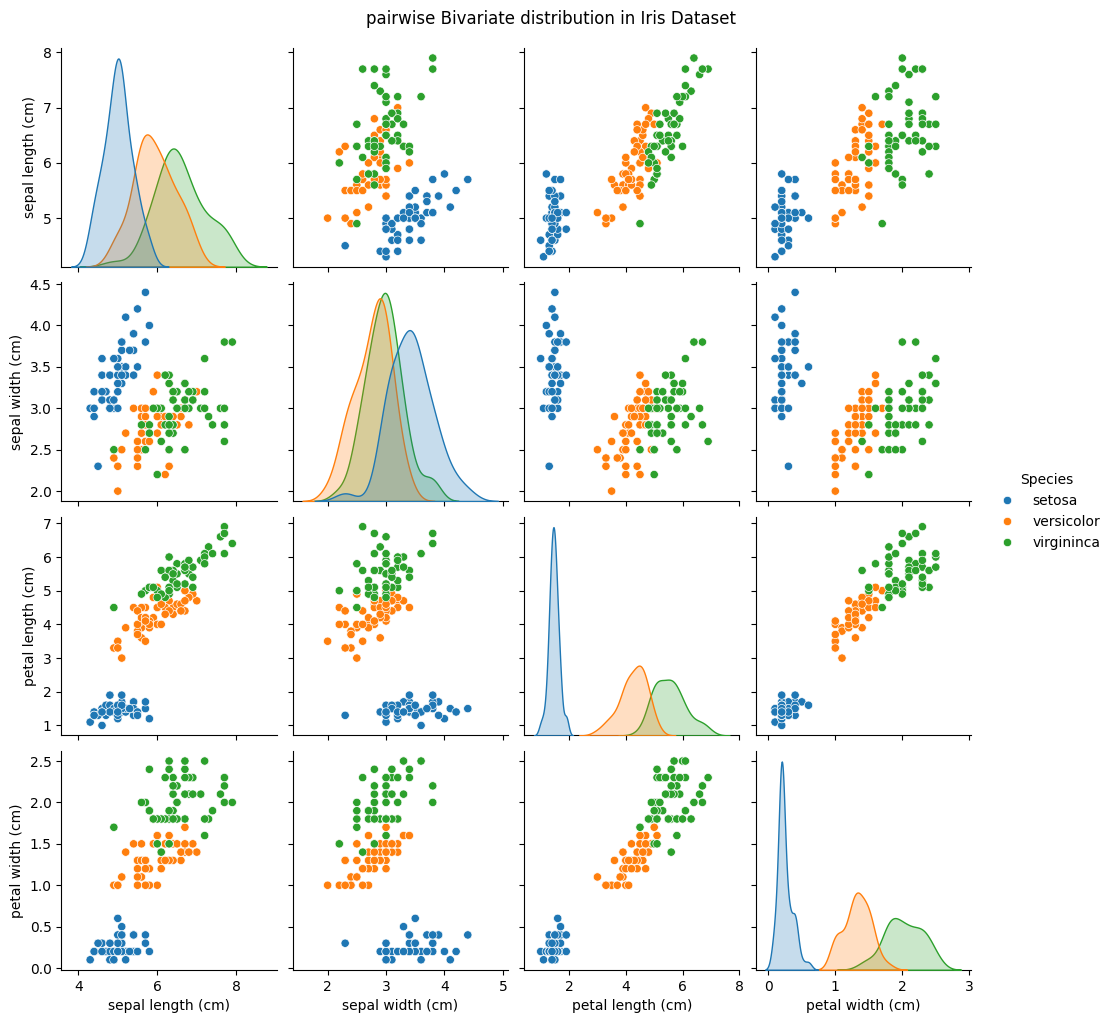 pairwise Bivariate distribution in Iris Dataset
8
7
6
5
sepal length (cm)
4.5
4.0
3.5
3.0
2.5
2.0
sepal width (cm)
Species
setosa
versicolor
virgininca
7
6
5
4
3
2
1
petal length (cm)
2.5
2.0
1.5
1.0
0.5
0.0
petal width (cm)
4 6 8 2 3 4 5 2 4 6 8 0 1 2 3
sepal length (cm) sepal width (cm) petal length (cm) petal width (cm)